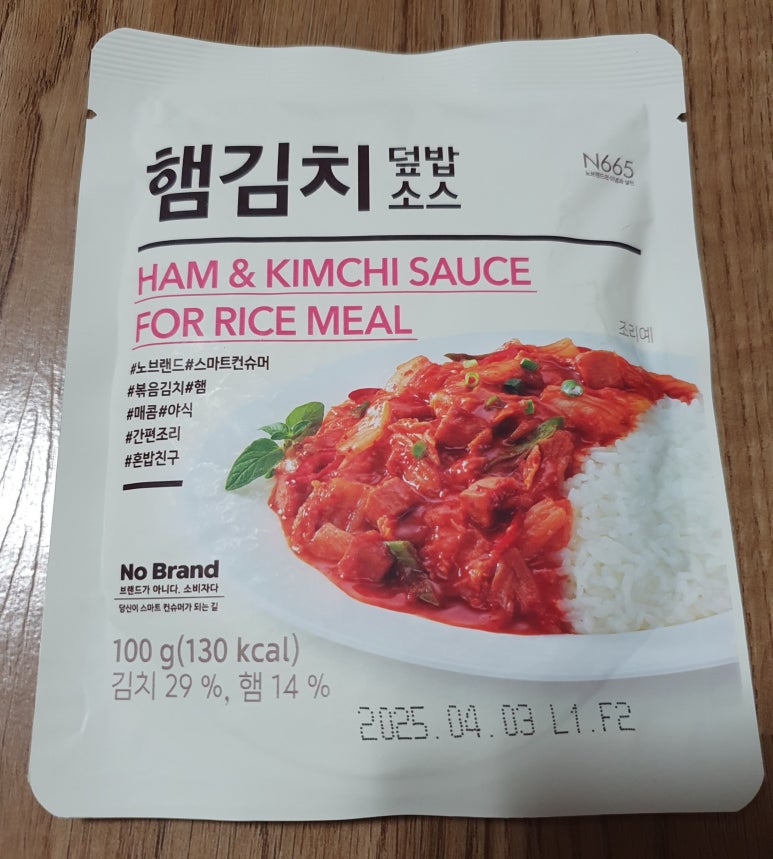 햄김치
덮밥
소스
N665
HAM & KIMCHI SAUCE
FOR RICE MEAL
조리예
#노브랜드#스마트컨슈머
#볶음김치#햄
#매콤#야식
#간편조리
#혼밥친구
No Brand
브랜드가 아니다. 소비자다
당신이 스마트 컨슈머가 되는 길
100 g(130 kcal)
김치 29 %, 햄 14 %
2025.04.03 L1.F2